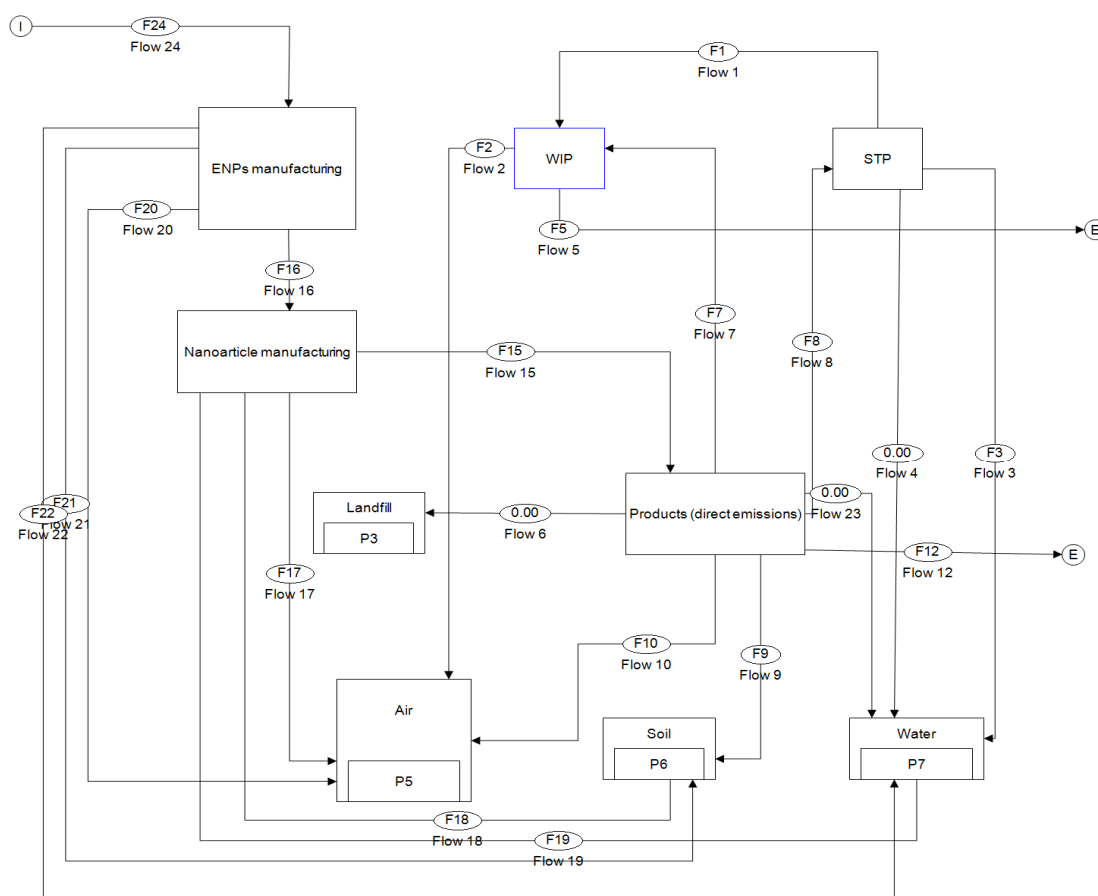 I
F24
Flow 24
F1
Flow 1
ENPs manufacturing
F2
Flow 2
WIP
STP
F20
Flow 20
F5
Flow 5
E
F16
Flow 16
F7
Flow 7
Nanoarticle manufacturing
F15
Flow 15
F8
Flow 8
0.00
Flow 4
F3
Flow 3
F21
Flow 21
F22
Flow 22
Landfill
P3
0.00
Flow 6
Products (direct emissions)
0.00
Flow 23
F12
Flow 12
E
F17
Flow 17
F10
Flow 10
F9
Flow 9
Air
P5
Soil
P6
Water
P7
F18
Flow 18
F19
Flow 19